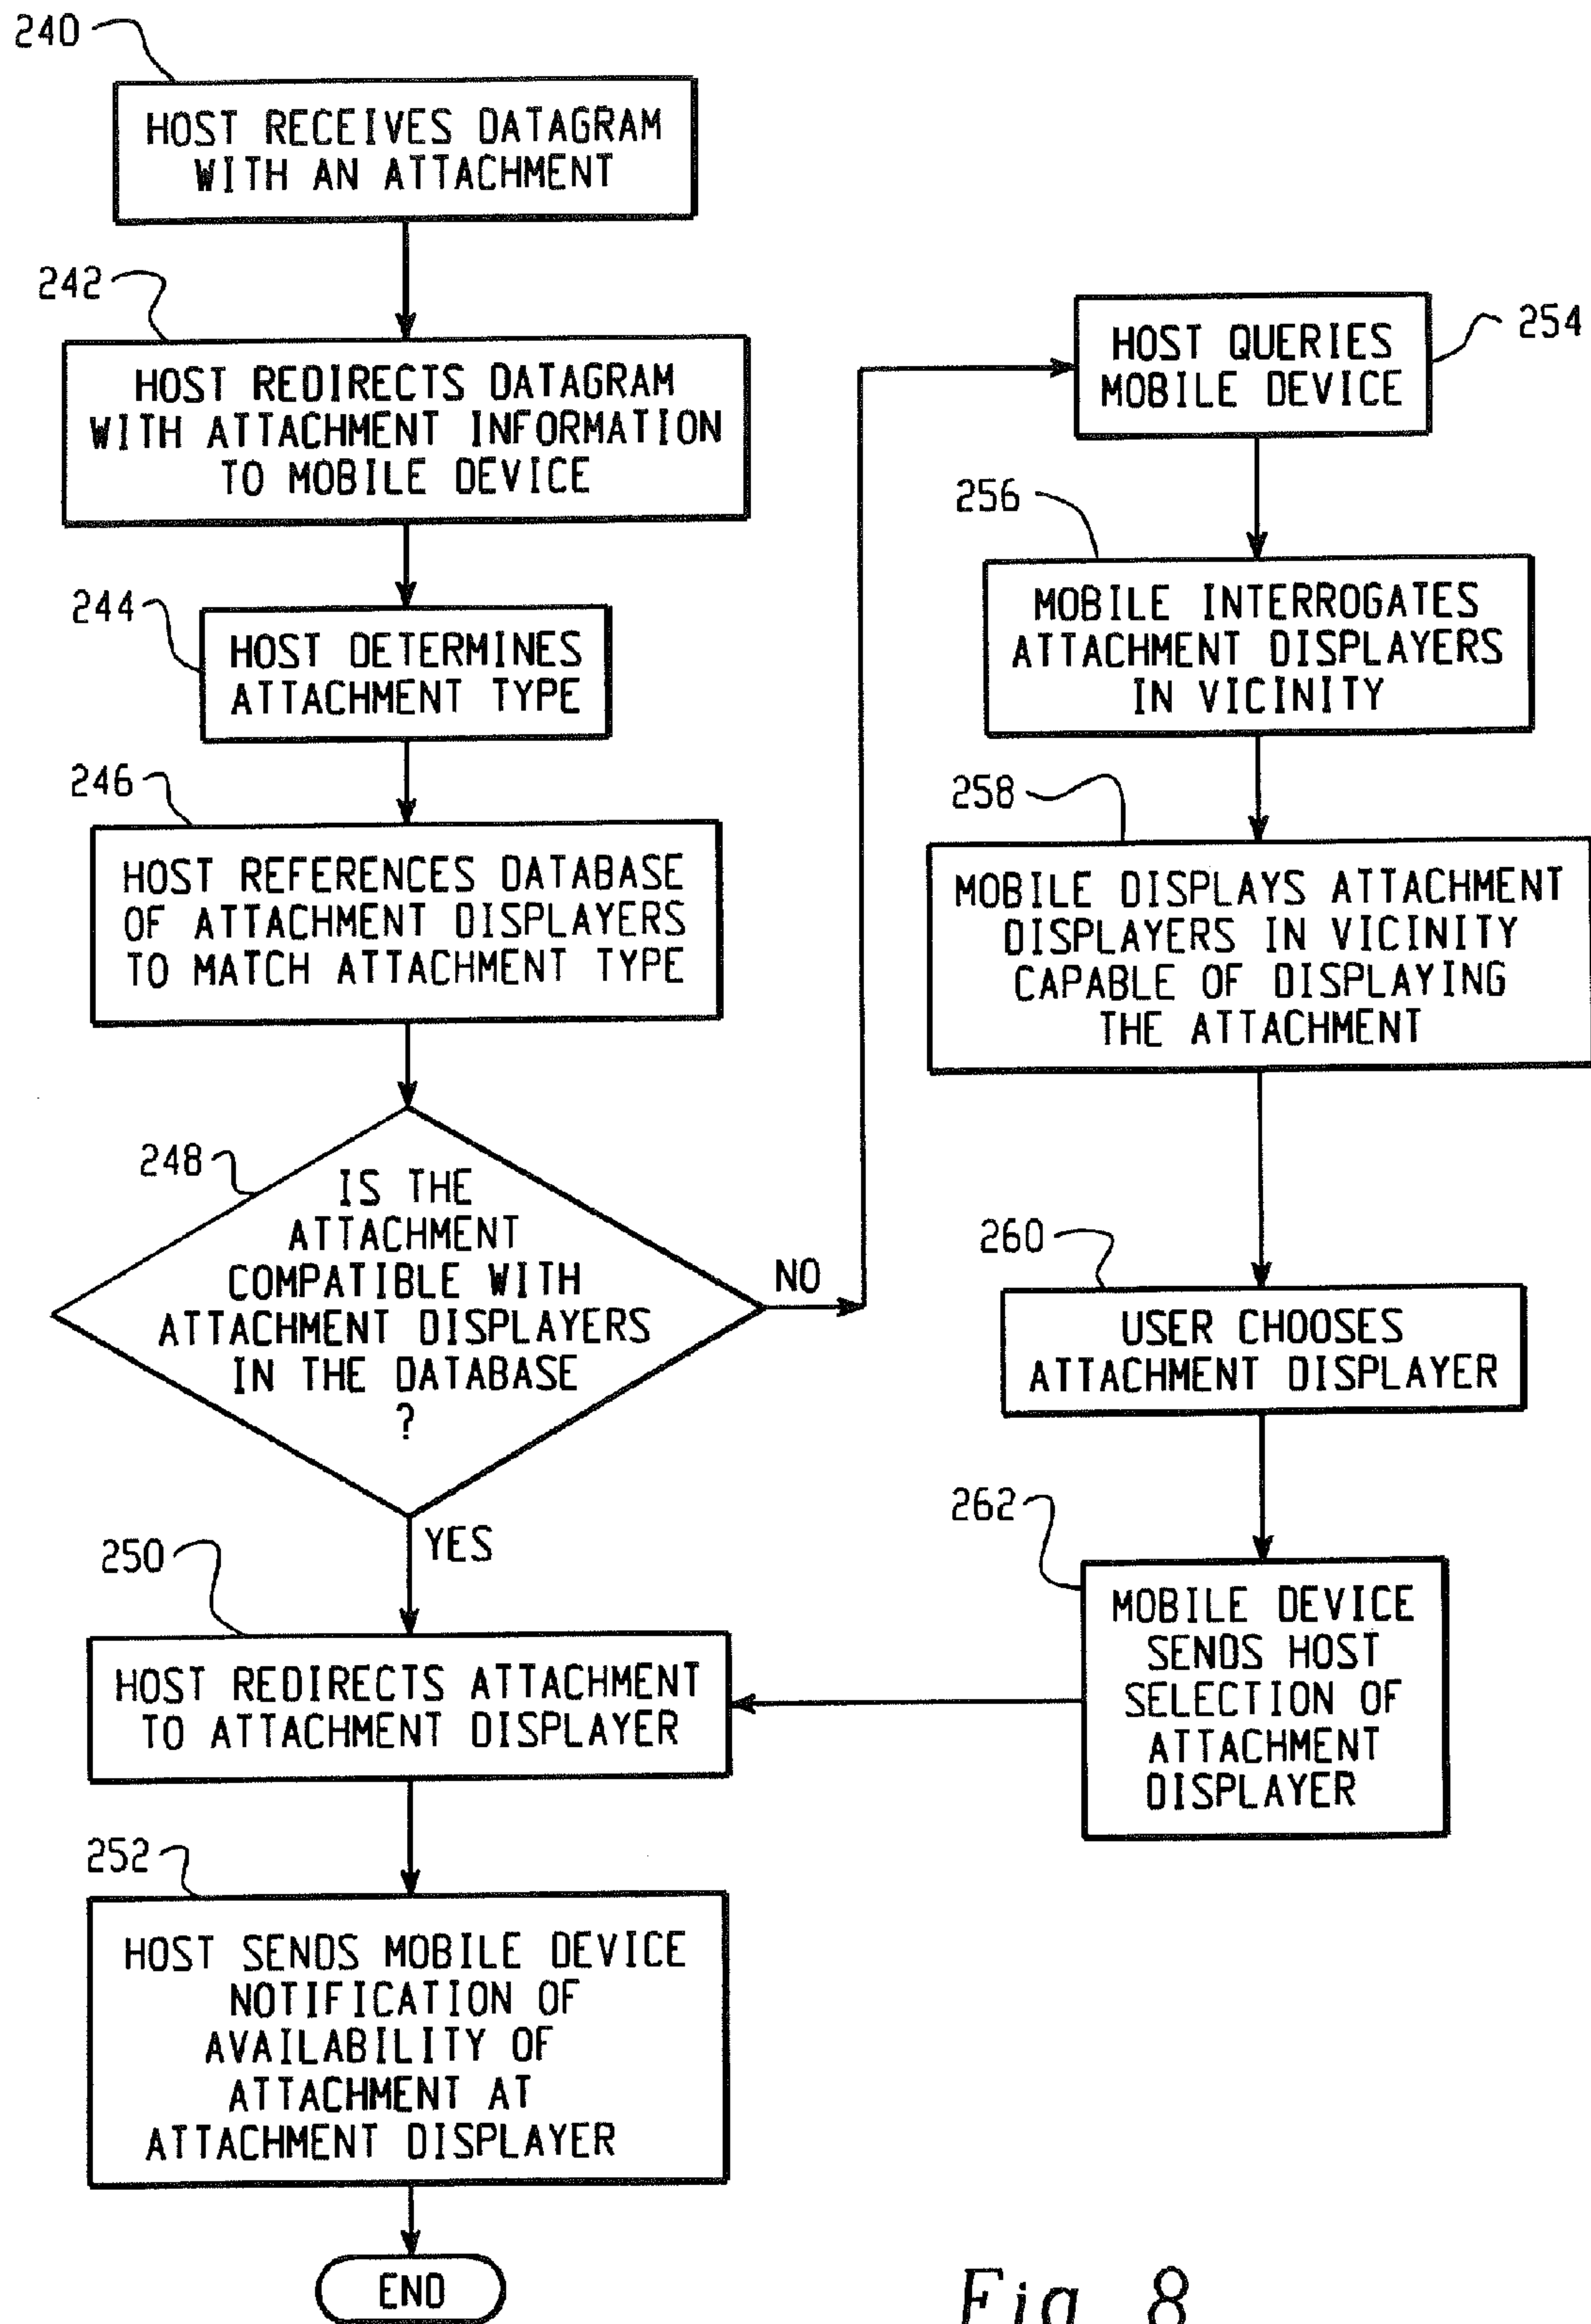 240
HOST RECEIVES DATAGRAM
WITH AN ATTACHMENT
242
HOST REDIRECTS DATAGRAM
WITH ATTACHMENT INFORMATION
TO MOBILE DEVICE
244
HOST DETERMINES
ATTACHMENT TYPE
246
HOST REFERENCES DATABASE
OF ATTACHMENT DISPLAYERS
TO MATCH ATTACHMENT TYPE
248
IS THE
ATTACHMENT
COMPATIBLE WITH
ATTACHMENT DISPLAYERS
IN THE DATABASE
?
NO
YES
250
HOST REDIRECTS ATTACHMENT
TO ATTACHMENT DISPLAYER
252
HOST SENDS MOBILE DEVICE
NOTIFICATION OF
AVAILABILITY OF
ATTACHMENT AT
ATTACHMENT DISPLAYER
END
254
HOST QUERIES
MOBILE DEVICE
256
MOBILE INTERROGATES
ATTACHMENT DISPLAYERS
IN VICINITY
258
MOBILE DISPLAYS ATTACHMENT
DISPLAYERS IN VICINITY
CAPABLE OF DISPLAYING
THE ATTACHMENT
260
USER CHOOSES
ATTACHMENT DISPLAYER
262
MOBILE DEVICE
SENDS HOST
SELECTION OF
ATTACHMENT
DISPLAYER
Fig 8